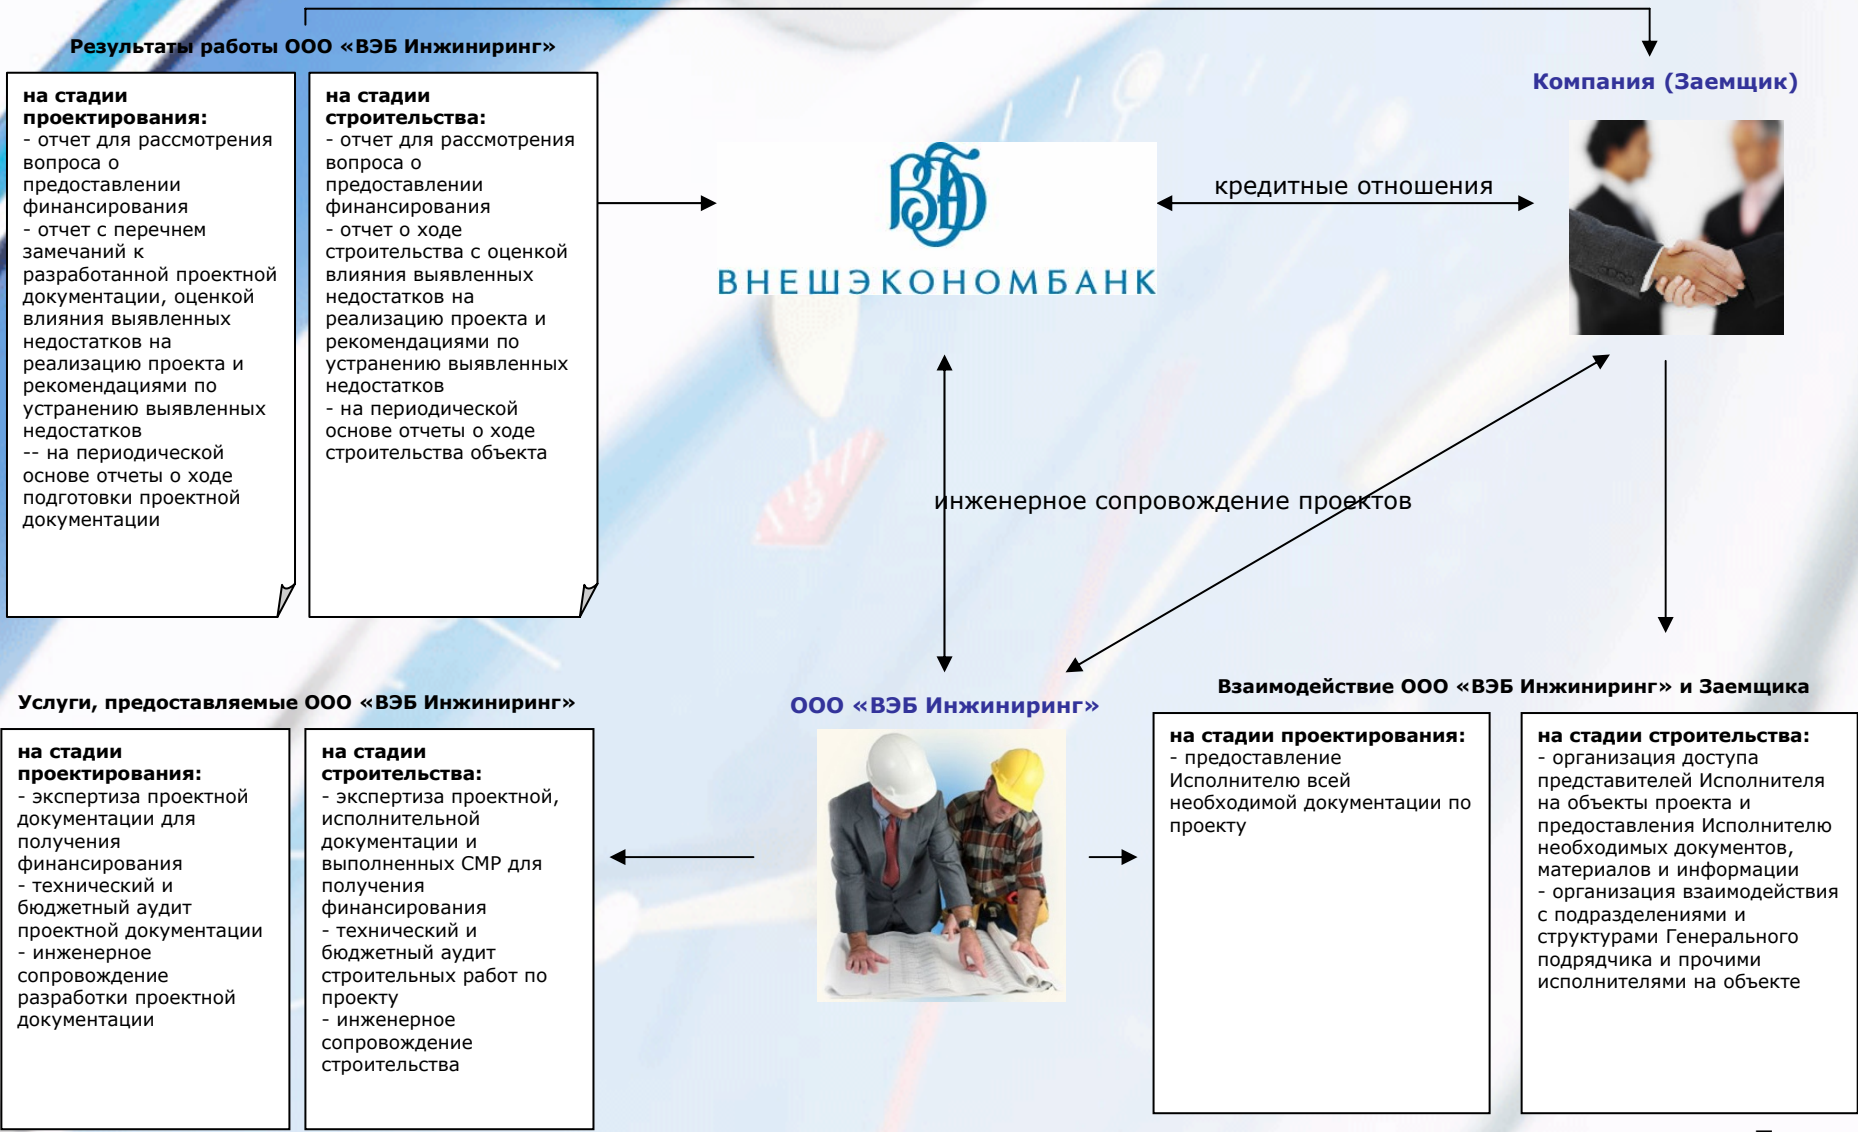 Результаты работы ООО «ВЭБ Инжиниринг»
на стадии
проектирования:
- отчет для рассмотрения
вопроса о
предоставлении
финансирования
- отчет с перечнем
замечаний к
разработанной проектной
документации, оценкой
влияния выявленных
недостатков на
реализацию проекта и
рекомендациями по
устранению выявленных
недостатков
-- на периодической
основе отчеты о ходе
подготовки проектной
документации
на стадии
строительства:
- отчет для рассмотрения
вопроса о
предоставлении
финансирования
- отчет о ходе
строительства с оценкой
влияния выявленных
недостатков на
реализацию проекта и
рекомендациями по
устранению выявленных
недостатков
- на периодической
основе отчеты о ходе
строительства объекта
ВЭБ
ВНЕШЭКОНОМБАНК
кредитные отношения
Компания (Заемщик)
инженерное сопровождение проектов
Услуги, предоставляемые ООО «ВЭБ Инжиниринг»
на стадии
проектирования:
- экспертиза проектной
документации для
получения
финансирования
- технический и
бюджетный аудит
проектной документации
- инженерное
сопровождение
разработки проектной
документации
на стадии
строительства:
- экспертиза проектной,
исполнительной
документации и
выполненных СМР для
получения
финансирования
- технический и
бюджетный аудит
строительных работ по
проекту
- инженерное
сопровождение
строительства
ООО «ВЭБ Инжиниринг»
Взаимодействие ООО «ВЭБ Инжиниринг» и Заемщика
на стадии проектирования:
- предоставление
Исполнителю всей
необходимой документации по
проекту
на стадии строительства:
- организация доступа
представителей Исполнителя
на объекты проекта и
предоставления Исполнителю
необходимых документов,
материалов и информации
- организация взаимодействия
с подразделениями и
структурами Генерального
подрядчика и прочими
исполнителями на объекте